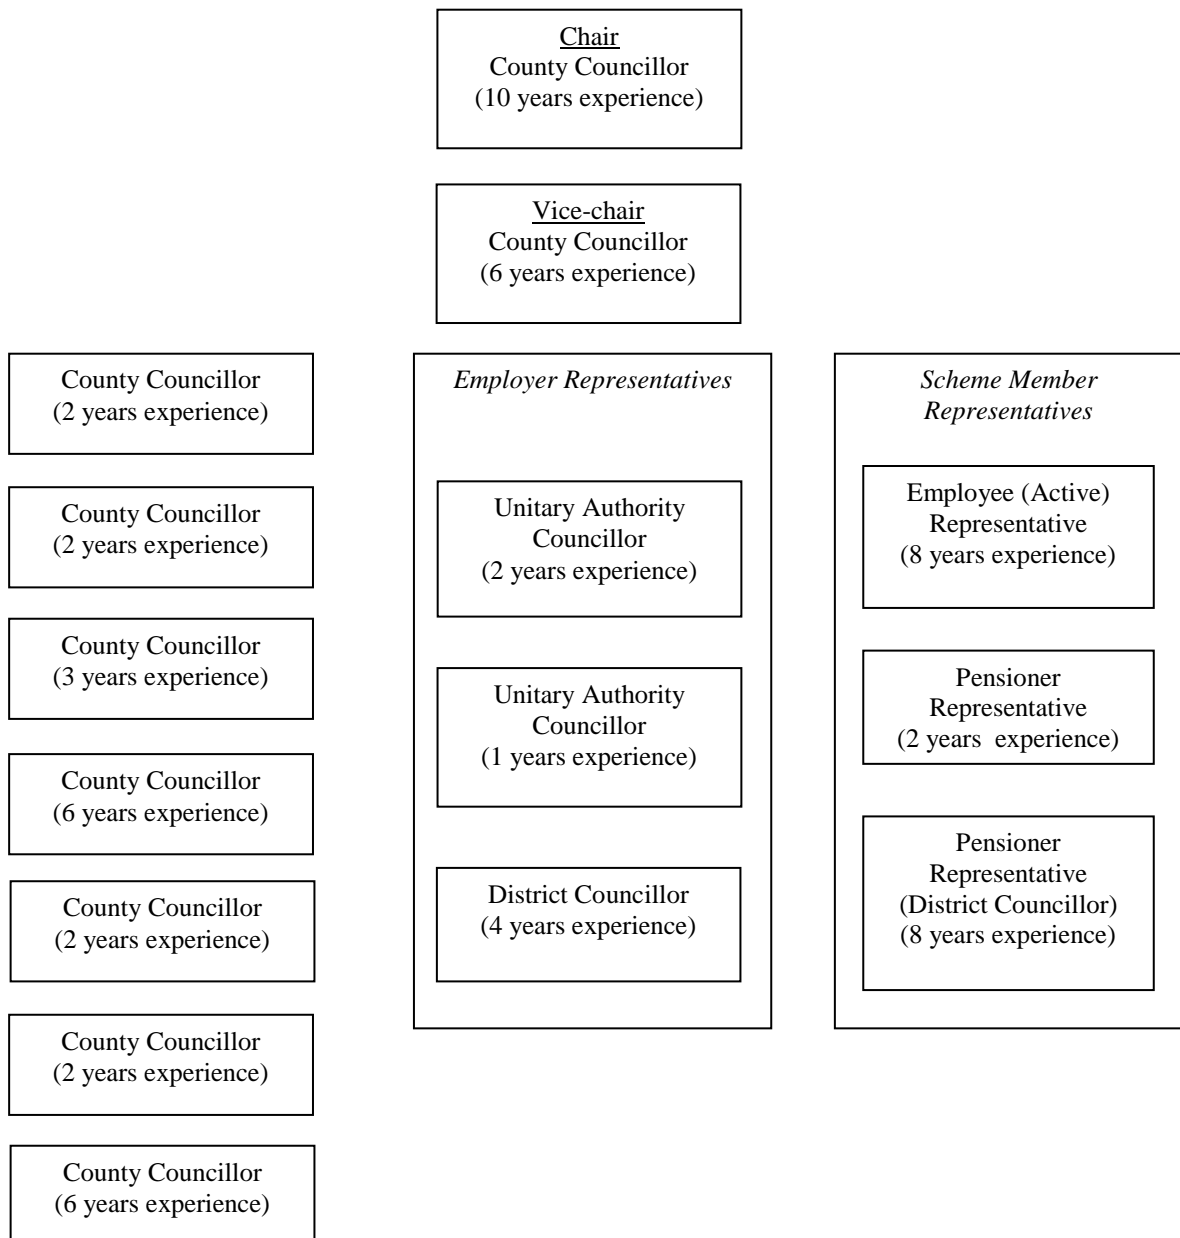 Chair
County Councillor
(10 years experience)
Vice-chair
County Councillor
(6 years experience)
County Councillor
(2 years experience)
County Councillor
(2 years experience)
County Councillor
(3 years experience)
County Councillor
(6 years experience)
County Councillor
(2 years experience)
County Councillor
(2 years experience)
County Councillor
(6 years experience)
Employer Representatives
Unitary Authority
Councillor
(2 years experience)
Unitary Authority
Councillor
(1 years experience)
District Councillor
(4 years experience)
Scheme Member
Representatives
Employee (Active)
Representative
(8 years experience)
Pensioner
Representative
(2 years  experience)
Pensioner
Representative
(District Councillor)
(8 years experience)